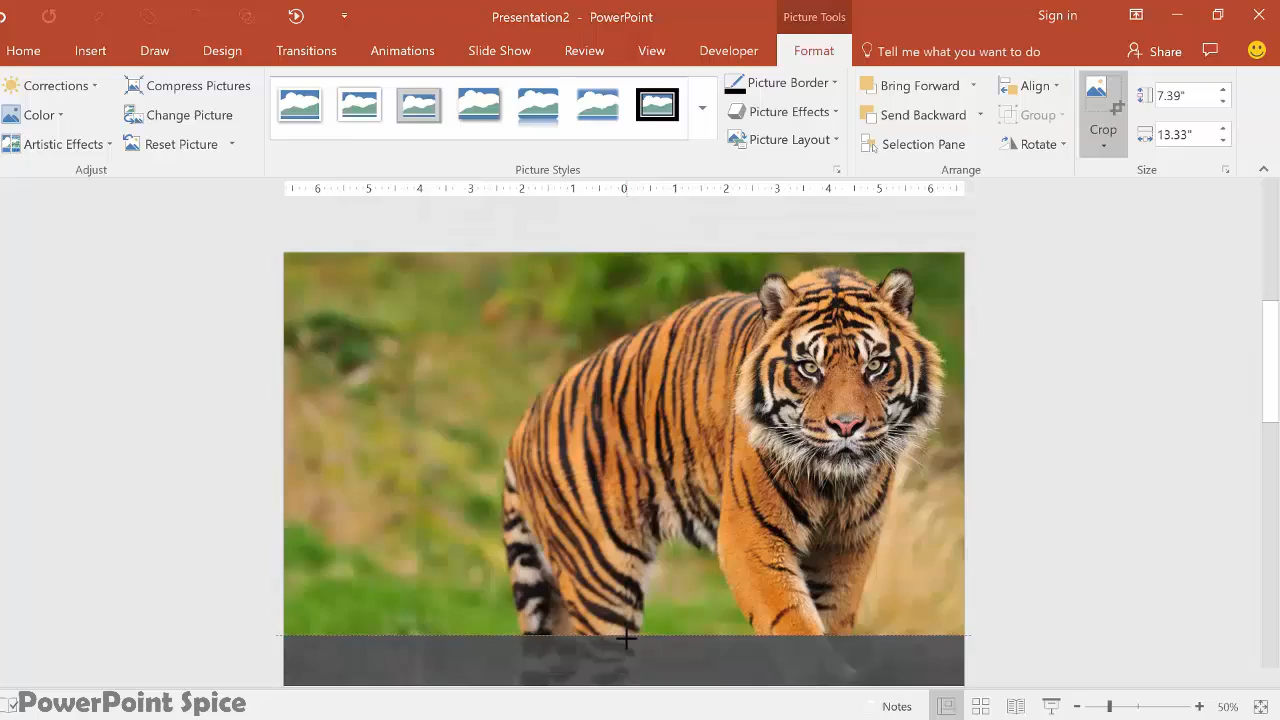 Presentation2 - PowerPoint
Picture Tools
Sign in
Home Insert Draw Design Transitions Animations Slide Show Review View Developer Format Tell me what you want to do Share
Corrections Compress Pictures Picture Border Bring Forward Align 7.39"
Color Change Picture Picture Effects Send Backward Group Crop 13.33"
Artistic Effects Reset Picture Picture Layout Selection Pane Rotate
Adjust Picture Styles Arrange Size
6 5 4 3 2 1 0 1 2 3 4 5 6
PowerPoint Spice
Notes 50%